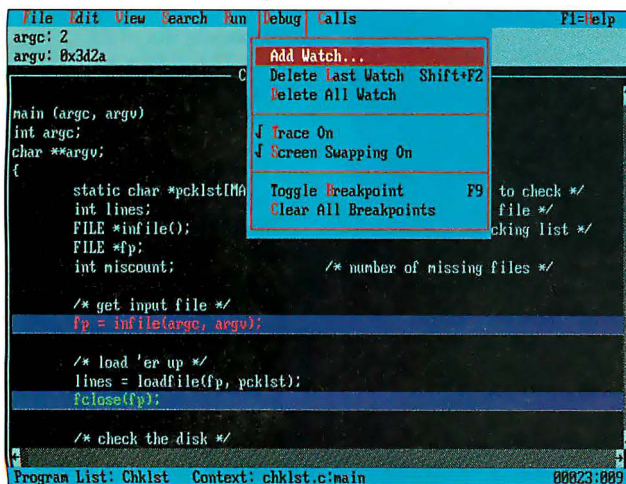 File Edit View Search Run Debug Calls F1=Help
argc: 2
argv: 0x3d2a
Add Watch...
Delete Last Watch Shift+F2
Delete All Watch
√ Trace On
√ Screen Swapping On
Toggle Breakpoint F9
Clear All Breakpoints
C
main (argc, argv)
int argc;
char **argv;
{
static char *pcklst[MA to check */
int lines; file */
FILE *infile(); cking list */
FILE *fp;
int miscount; /* number of missing files */
/* get input file */
fp = infile(argc, argv);
/* load 'er up */
lines = loadfile(fp, pcklst);
fclose(fp);
/* check the disk */
Program List: Chklst Context: chklst.c:main 00023:009